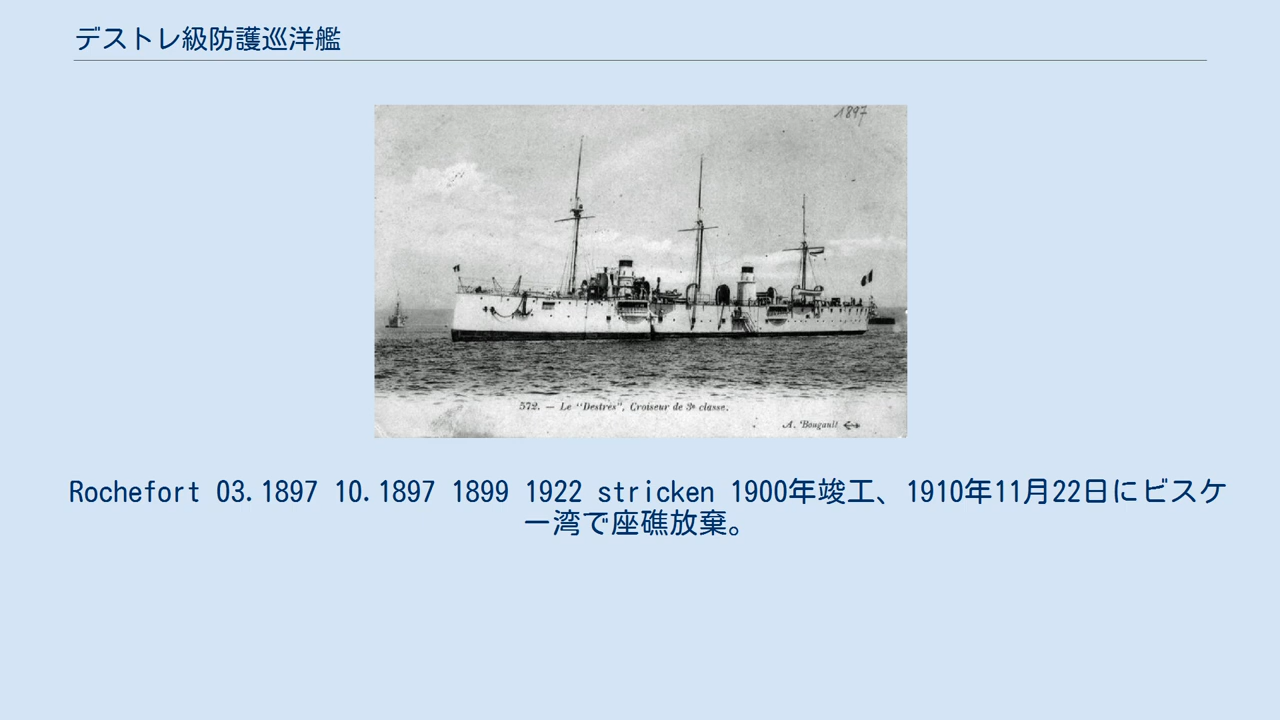 デストレ級防護巡洋艦
1897
572. — Le "Destrés", Croiseur de 3e classe.
A. Bougault
Rochefort 03.1897 10.1897 1899 1922 stricken 1900年竣工、1910年11月22日にビスケ
ー湾で座礁放棄。